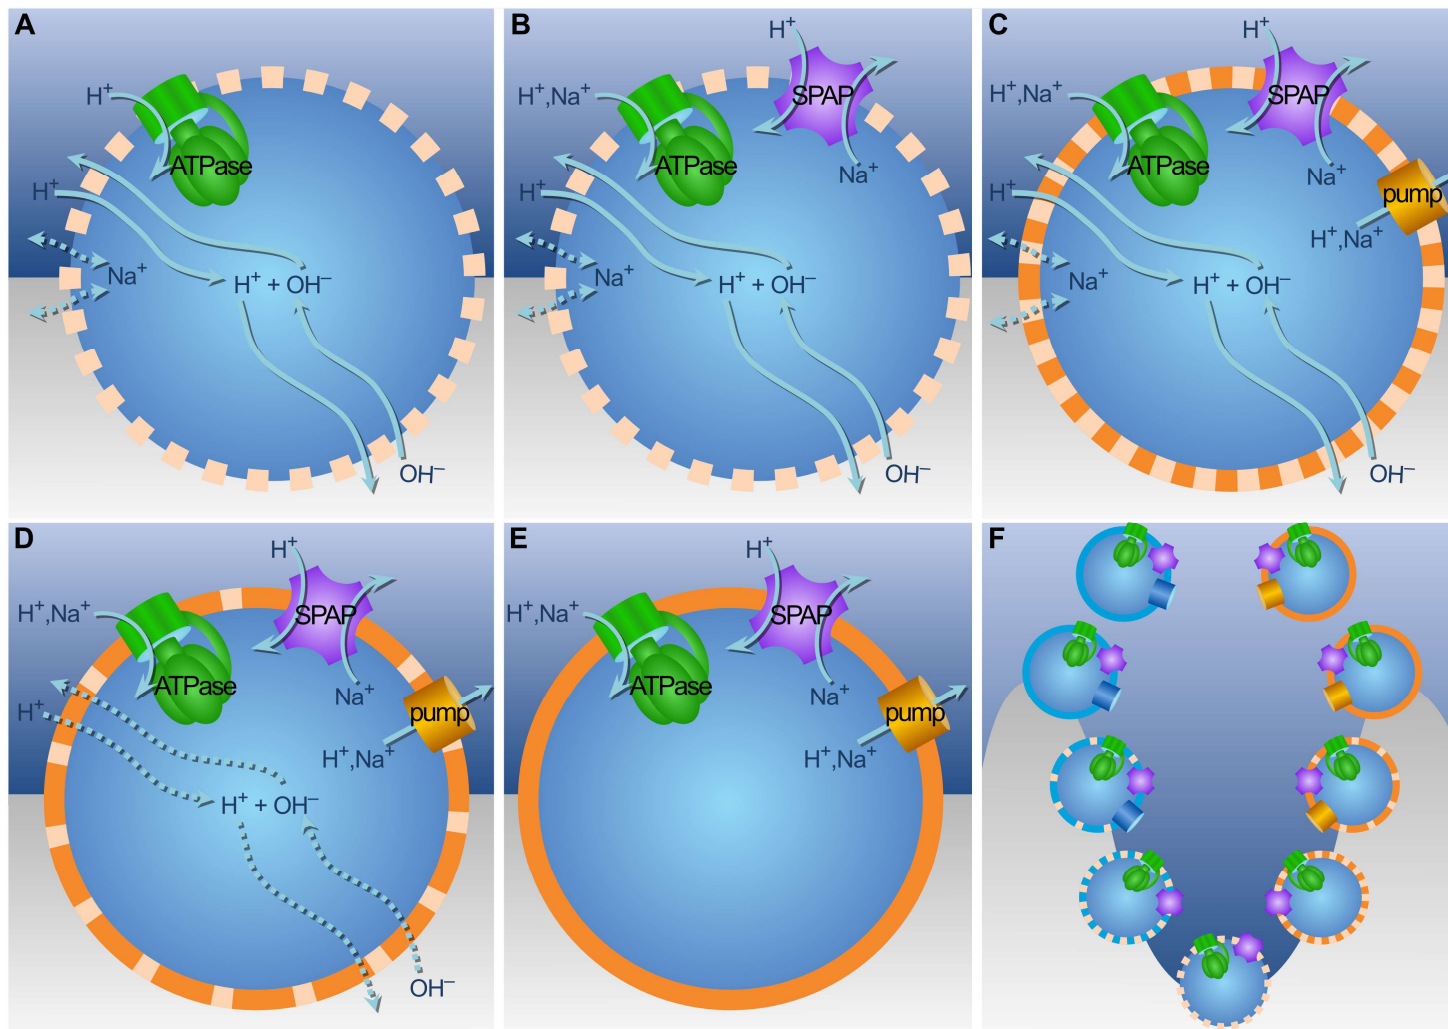 A
H⁺
ATPase
H⁺
Na⁺
H⁺ + OH⁻
OH⁻
B
H⁺
H⁺,Na⁺
SPAP
ATPase
Na⁺
H⁺
Na⁺
H⁺ + OH⁻
OH⁻
C
H⁺
H⁺,Na⁺
SPAP
ATPase
Na⁺
H⁺
pump
H⁺,Na⁺
Na⁺
H⁺ + OH⁻
OH⁻
D
H⁺
H⁺,Na⁺
SPAP
ATPase
Na⁺
H⁺
pump
H⁺,Na⁺
H⁺ + OH⁻
OH⁻
E
H⁺
H⁺,Na⁺
SPAP
ATPase
Na⁺
pump
H⁺,Na⁺
F